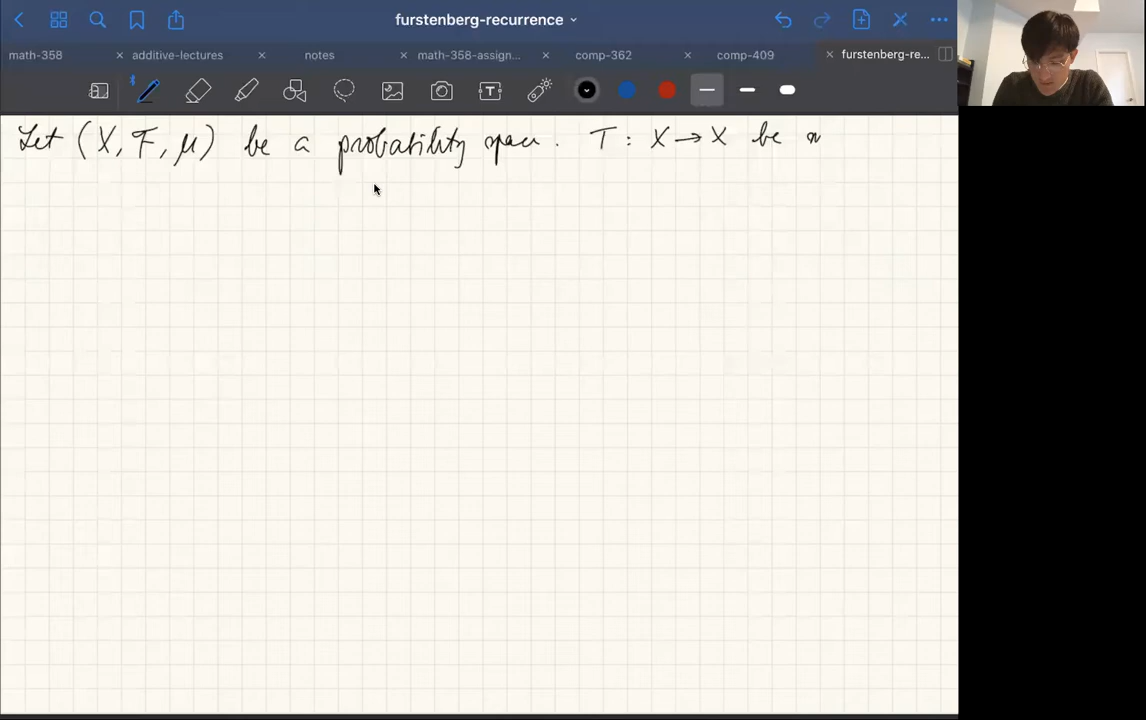 furstenberg-recurrence
math-358 additive-lectures notes math-358-assign... comp-362 comp-409 furstenberg-re...
T
Let (X, F, μ) be a probability space. T : X → X be